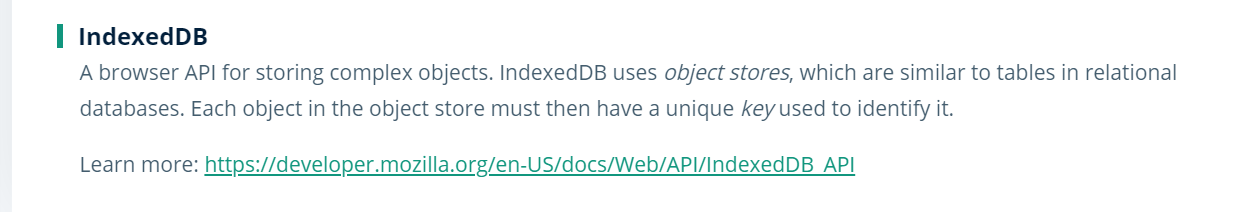 IndexedDB
A browser API for storing complex objects. IndexedDB uses object stores, which are similar to tables in relational
databases. Each object in the object store must then have a unique key used to identify it.
Learn more: https://developer.mozilla.org/en-US/docs/Web/API/IndexedDB_API